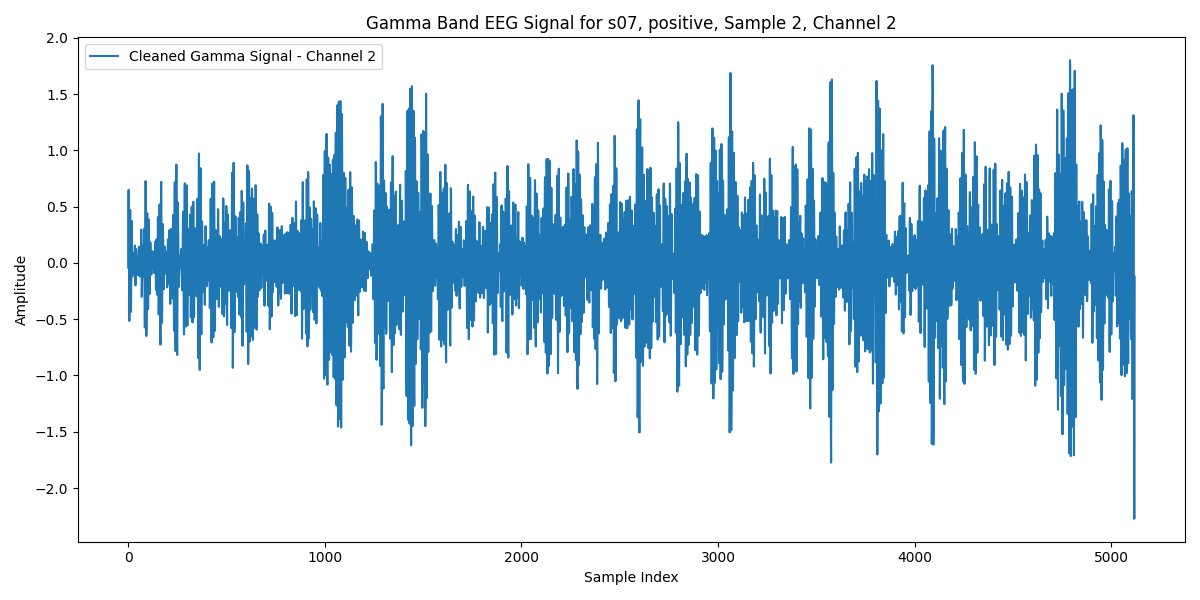 Gamma Band EEG Signal for s07, positive, Sample 2, Channel 2
Cleaned Gamma Signal - Channel 2
Amplitude
2.0
1.5
1.0
0.5
0.0
−0.5
−1.0
−1.5
−2.0
0 1000 2000 3000 4000 5000
Sample Index